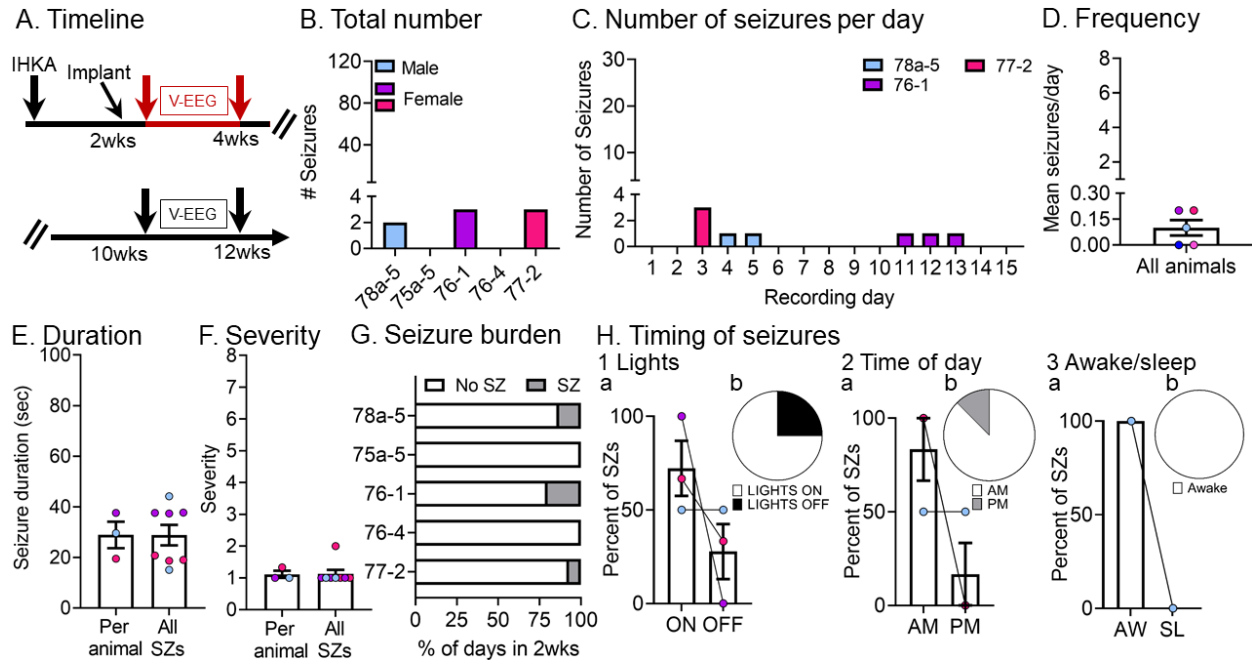 A. Timeline
IHKA
Implant
V-EEG
2wks
4wks
V-EEG
10wks
12wks
B. Total number
# Seizures
120
80
40
4
2
0
Male
Female
78a-5
75a-5
76-1
76-4
77-2
C. Number of seizures per day
Number of Seizures
30
20
10
4
2
0
78a-5
77-2
76-1
1 2 3 4 5 6 7 8 9 10 11 12 13 14 15
Recording day
D. Frequency
Mean seizures/day
8
6
4
2
0.30
0.15
0.00
All animals
E. Duration
Seizure duration (sec)
100
80
60
40
20
0
Per animal
All SZs
F. Severity
Severity
8
7
6
5
4
3
2
1
0
Per animal
All SZs
G. Seizure burden
No SZ
SZ
78a-5
75a-5
76-1
76-4
77-2
0 25 50 75 100
% of days in 2wks
H. Timing of seizures
1 Lights
a
b
Percent of SZs
100
50
0
ON OFF
LIGHTS ON
LIGHTS OFF
2 Time of day
a
b
Percent of SZs
100
50
0
AM PM
AM
PM
3 Awake/sleep
a
b
Percent of SZs
100
50
0
AW SL
Awake